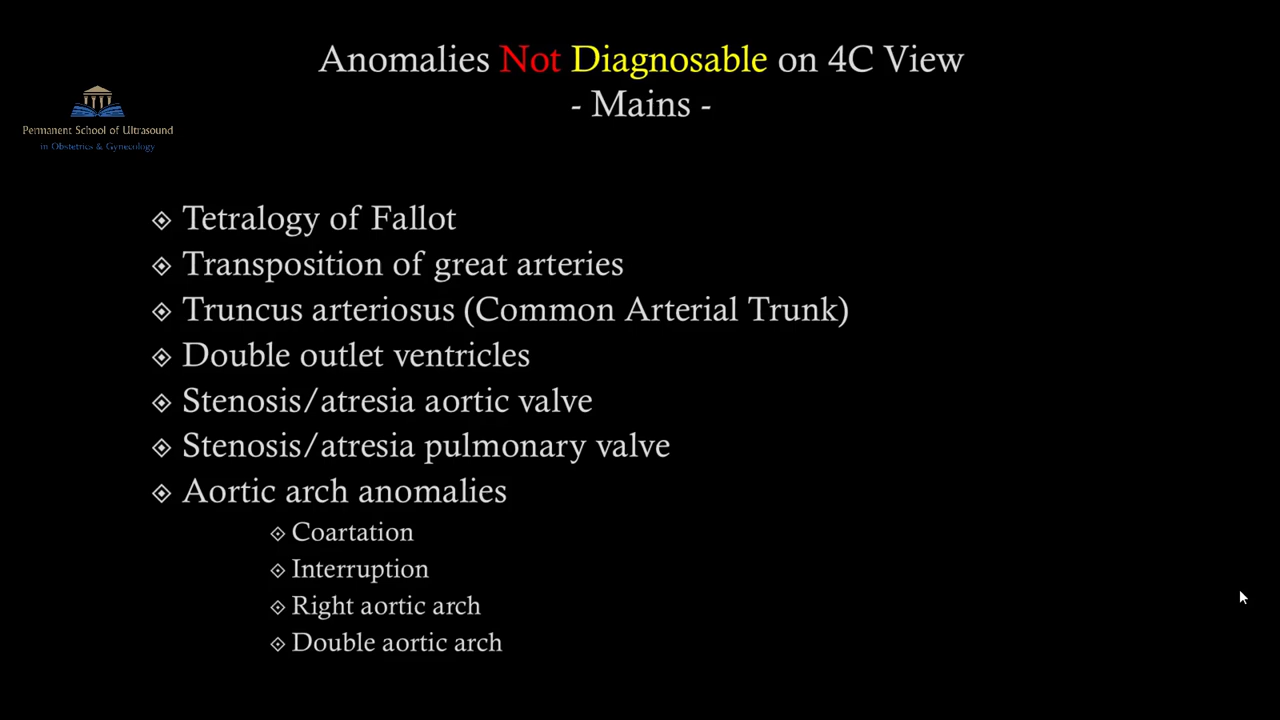 Anomalies Not Diagnosable on 4C View
- Mains -
Permanent School of Ultrasound
in Obstetrics & Gynecology
Tetralogy of Fallot
Transposition of great arteries
Truncus arteriosus (Common Arterial Trunk)
Double outlet ventricles
Stenosis/atresia aortic valve
Stenosis/atresia pulmonary valve
Aortic arch anomalies
Coartation
Interruption
Right aortic arch
Double aortic arch